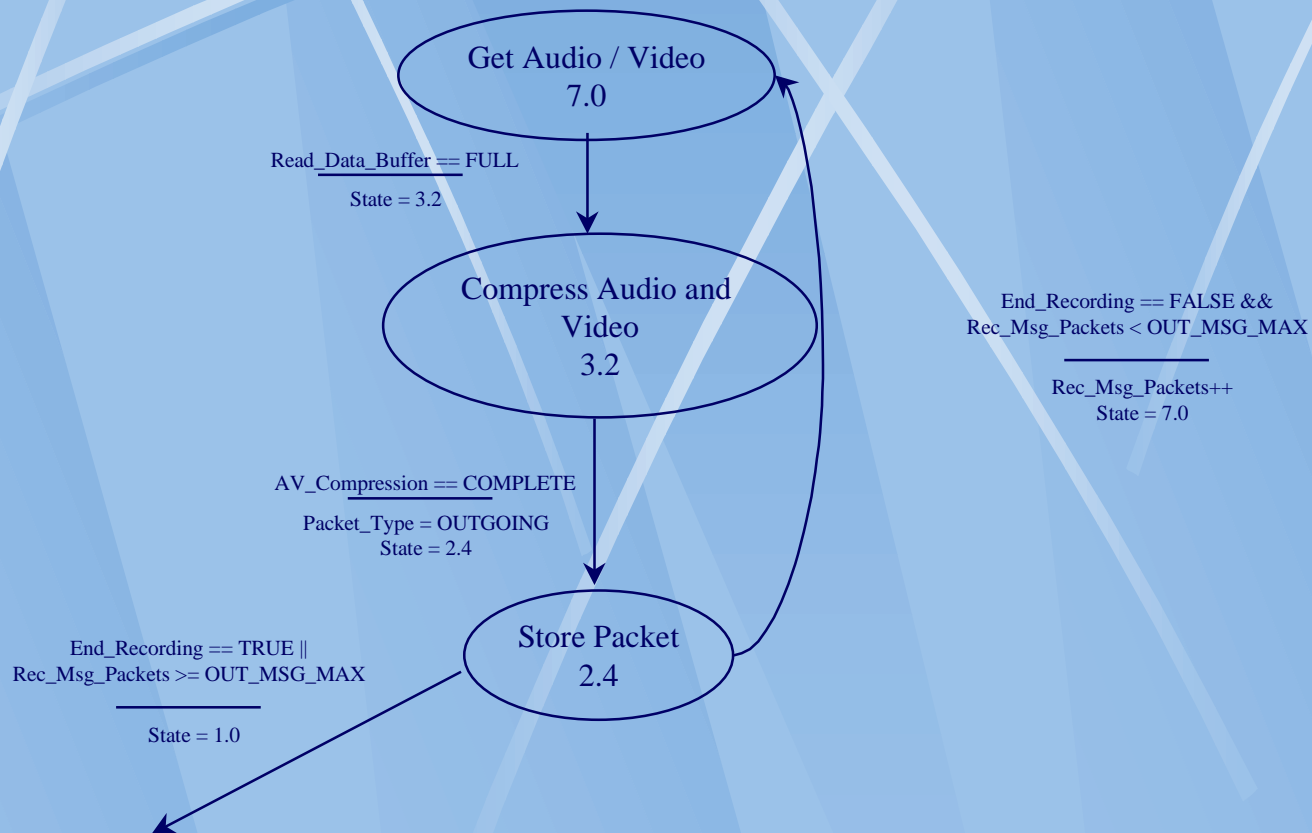 Get Audio / Video
7.0
Read_Data_Buffer == FULL
State = 3.2
Compress Audio and
Video
3.2
End_Recording == FALSE &&
Rec_Msg_Packets < OUT_MSG_MAX
Rec_Msg_Packets++
State = 7.0
AV_Compression == COMPLETE
Packet_Type = OUTGOING
State = 2.4
Store Packet
2.4
End_Recording == TRUE ||
Rec_Msg_Packets >= OUT_MSG_MAX
State = 1.0